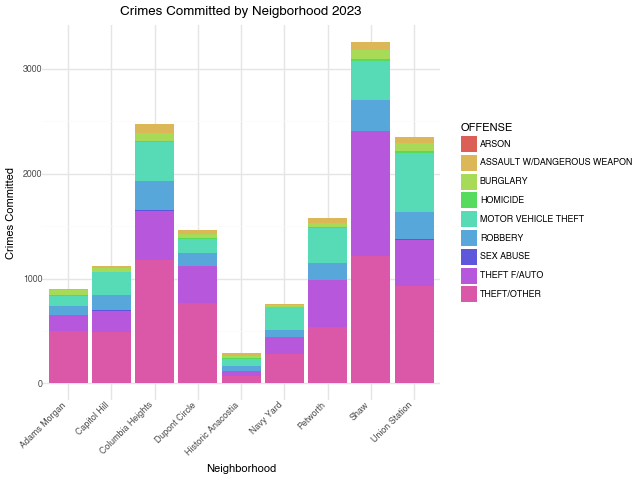 Crimes Committed by Neigborhood 2023
3000
2000
1000
0
Crimes Committed
Adams Morgan
Capitol Hill
Columbia Heights
Dupont Circle
Historic Anacostia
Navy Yard
Petworth
Shaw
Union Station
Neighborhood
OFFENSE
ARSON
ASSAULT W/DANGEROUS WEAPON
BURGLARY
HOMICIDE
MOTOR VEHICLE THEFT
ROBBERY
SEX ABUSE
THEFT F/AUTO
THEFT/OTHER